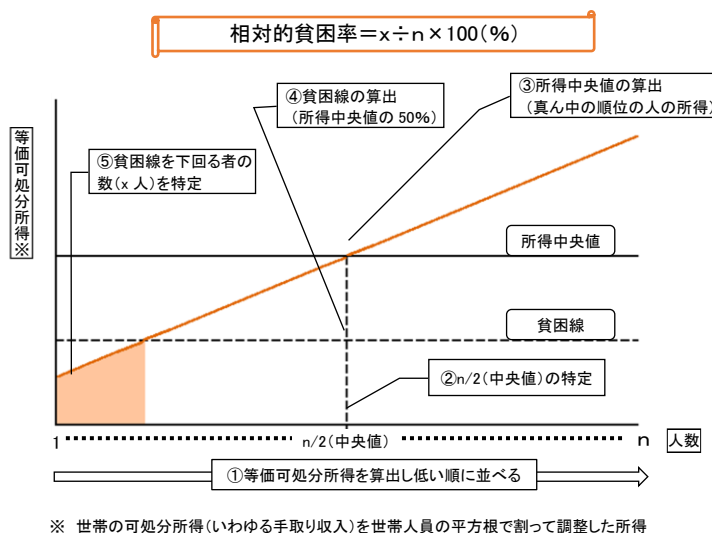 相対的貧困率＝x÷n×100(%)
④貧困線の算出
(所得中央値の 50%)
③所得中央値の算出
(真ん中の順位の人の所得)
等価可処分所得※
⑤貧困線を下回る者の
数(x 人)を特定
所得中央値
貧困線
②n/2(中央値)の特定
1 n/2(中央値) n 人数
①等価可処分所得を算出し低い順に並べる
※ 世帯の可処分所得(いわゆる手取り収入)を世帯人員の平方根で割って調整した所得